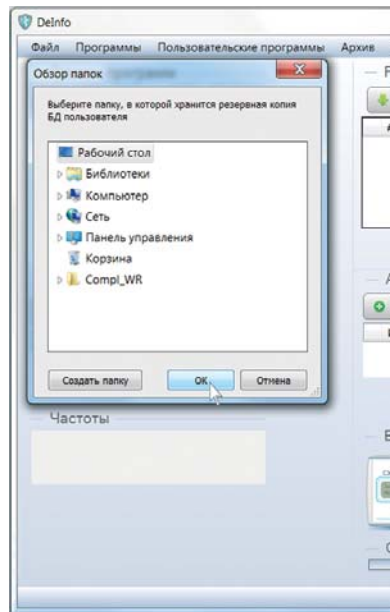 DeInfo
Файл Программы Пользовательские программы Архив
Обзор папок
Выберите папку, в которой хранится резервная копия
БД пользователя
Рабочий стол
Библиотеки
Компьютер
Сеть
Панель управления
Корзина
Compl_WR
Создать папку ОК Отмена
Частоты